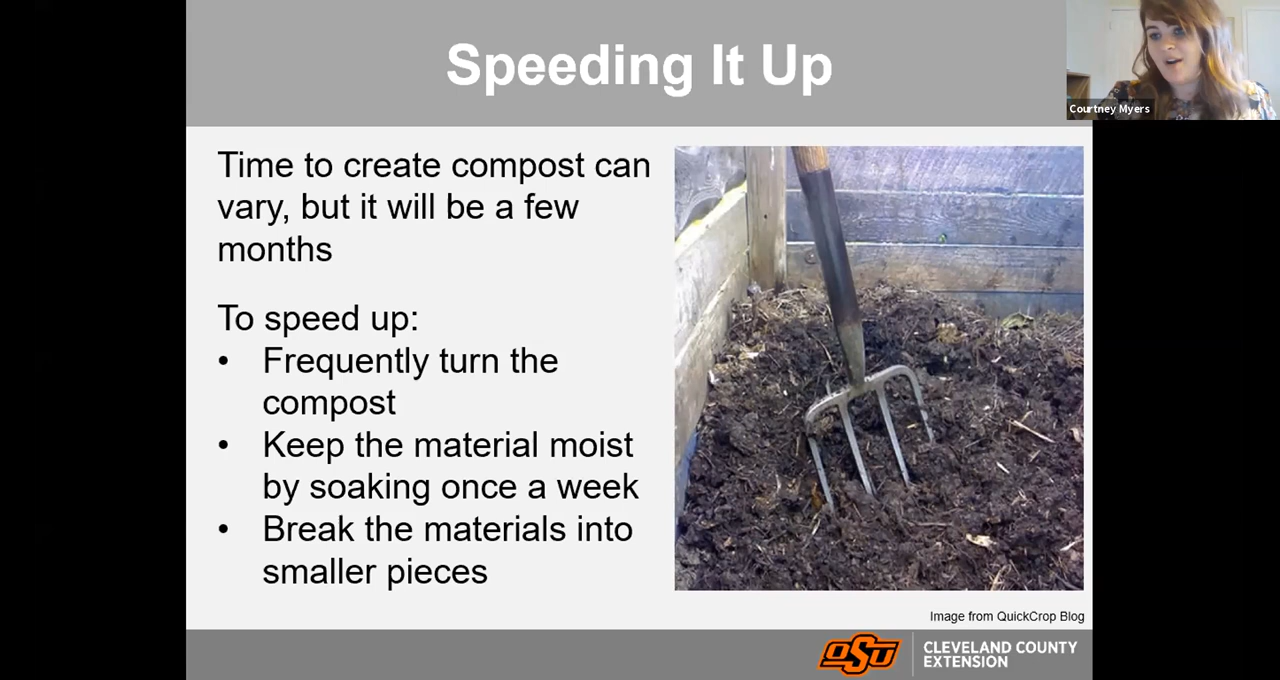 Speeding It Up
Courtney Myers
Time to create compost can
vary, but it will be a few
months
To speed up:
• Frequently turn the
compost
• Keep the material moist
by soaking once a week
• Break the materials into
smaller pieces
Image from QuickCrop Blog
OSU
CLEVELAND COUNTY
EXTENSION